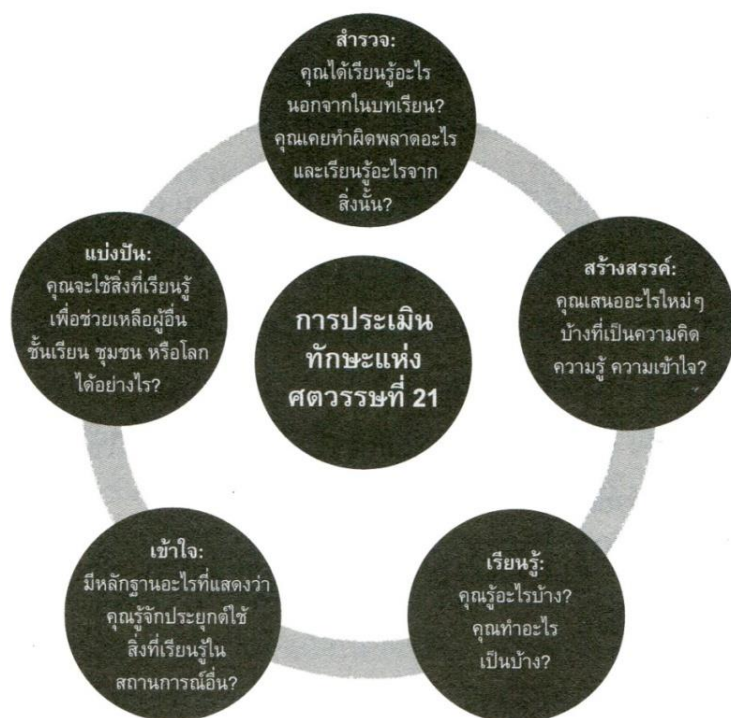 สำรวจ:
คุณได้เรียนรู้อะไร
นอกจากในบทเรียน?
คุณเคยทำผิดพลาดอะไร
และเรียนรู้อะไรจาก
สิ่งนั้น?
แบ่งปัน:
คุณจะใช้สิ่งที่เรียนรู้
เพื่อช่วยเหลือผู้อื่น
ชั้นเรียน ชุมชน หรือโลก
ได้อย่างไร?
การประเมิน
ทักษะแห่ง
ศตวรรษที่ 21
สร้างสรรค์:
คุณเสนออะไรใหม่ๆ
บ้างที่เป็นความคิด
ความรู้ ความเข้าใจ?
เข้าใจ:
มีหลักฐานอะไรที่แสดงว่า
คุณรู้จักประยุกต์ใช้
สิ่งที่เรียนรู้ใน
สถานการณ์อื่น?
เรียนรู้:
คุณรู้อะไรบ้าง?
คุณทำอะไร
เป็นบ้าง?